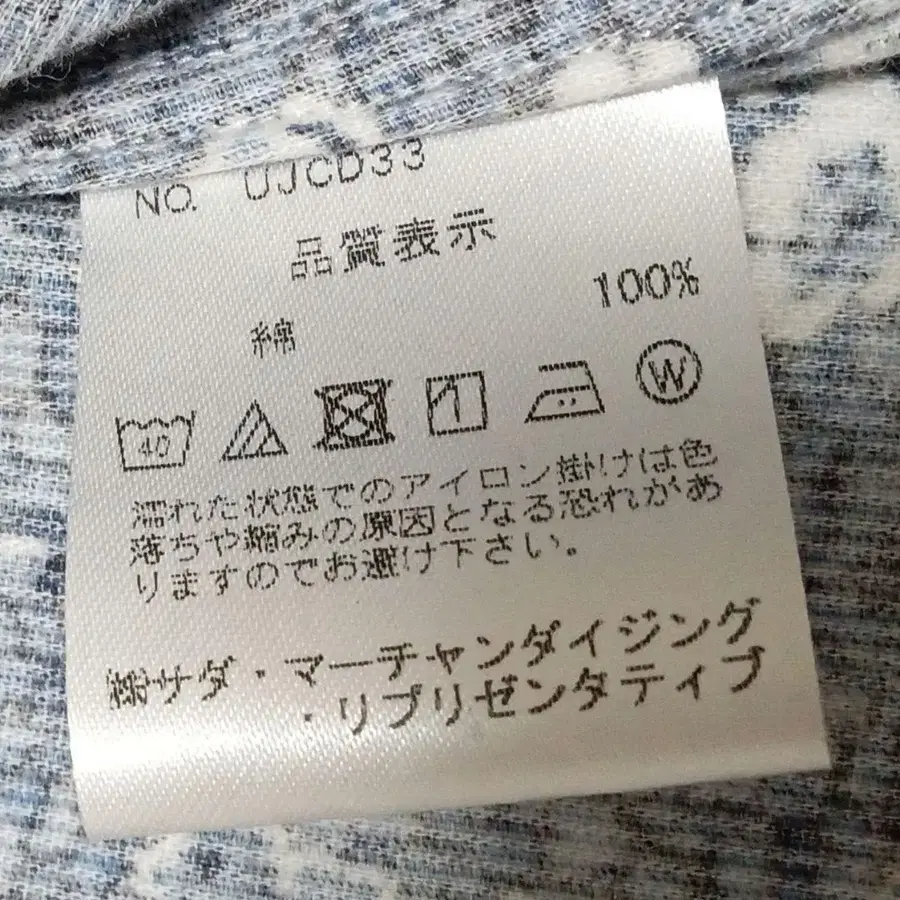 NO. UJCD33
品質表示
綿 100%
40 W
濡れた状態でのアイロン掛けは色
落ちや縮みの原因となる恐れがあ
りますのでお避け下さい。
㈱サダ・マーチャンダイジング
・リプリゼンタティブ